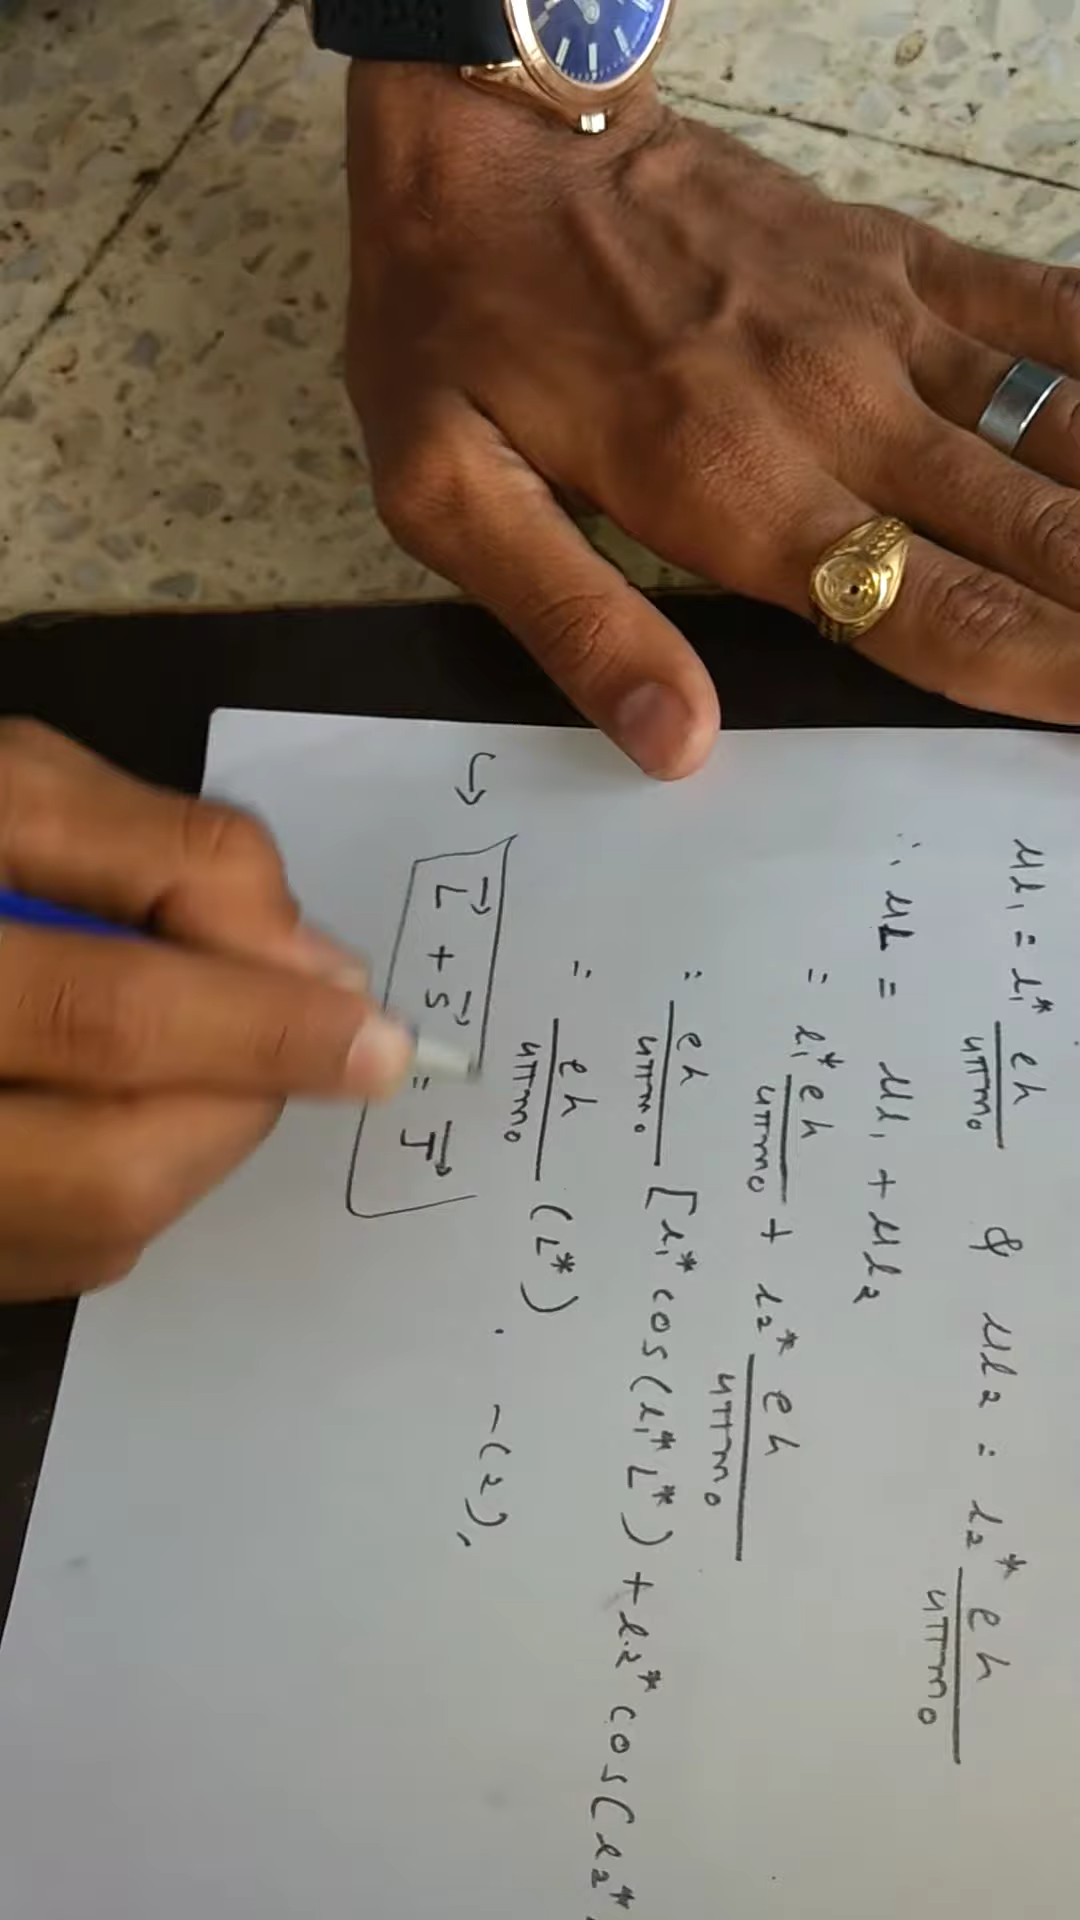 μl₁ = l₁* eh/4πm₀ & μl₂ = l₂* eh/4πm₀
∴ μL = μl₁ + μl₂
= l₁* eh/4πm₀ + l₂* eh/4πm₀
= eh/4πm₀ [l₁* cos(l₁* L*) + l₂* cos(l₂*
= eh/4πm₀ (L*). –(2),
↪ L⃗ + S⃗ = J⃗